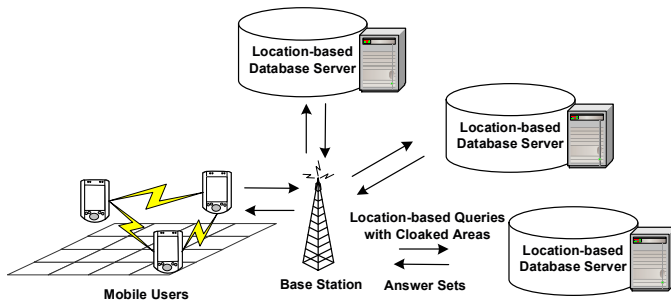 Location-based
Database Server
Location-based
Database Server
Location-based Queries
with Cloaked Areas
Location-based
Database Server
Mobile Users
Base Station
Answer Sets